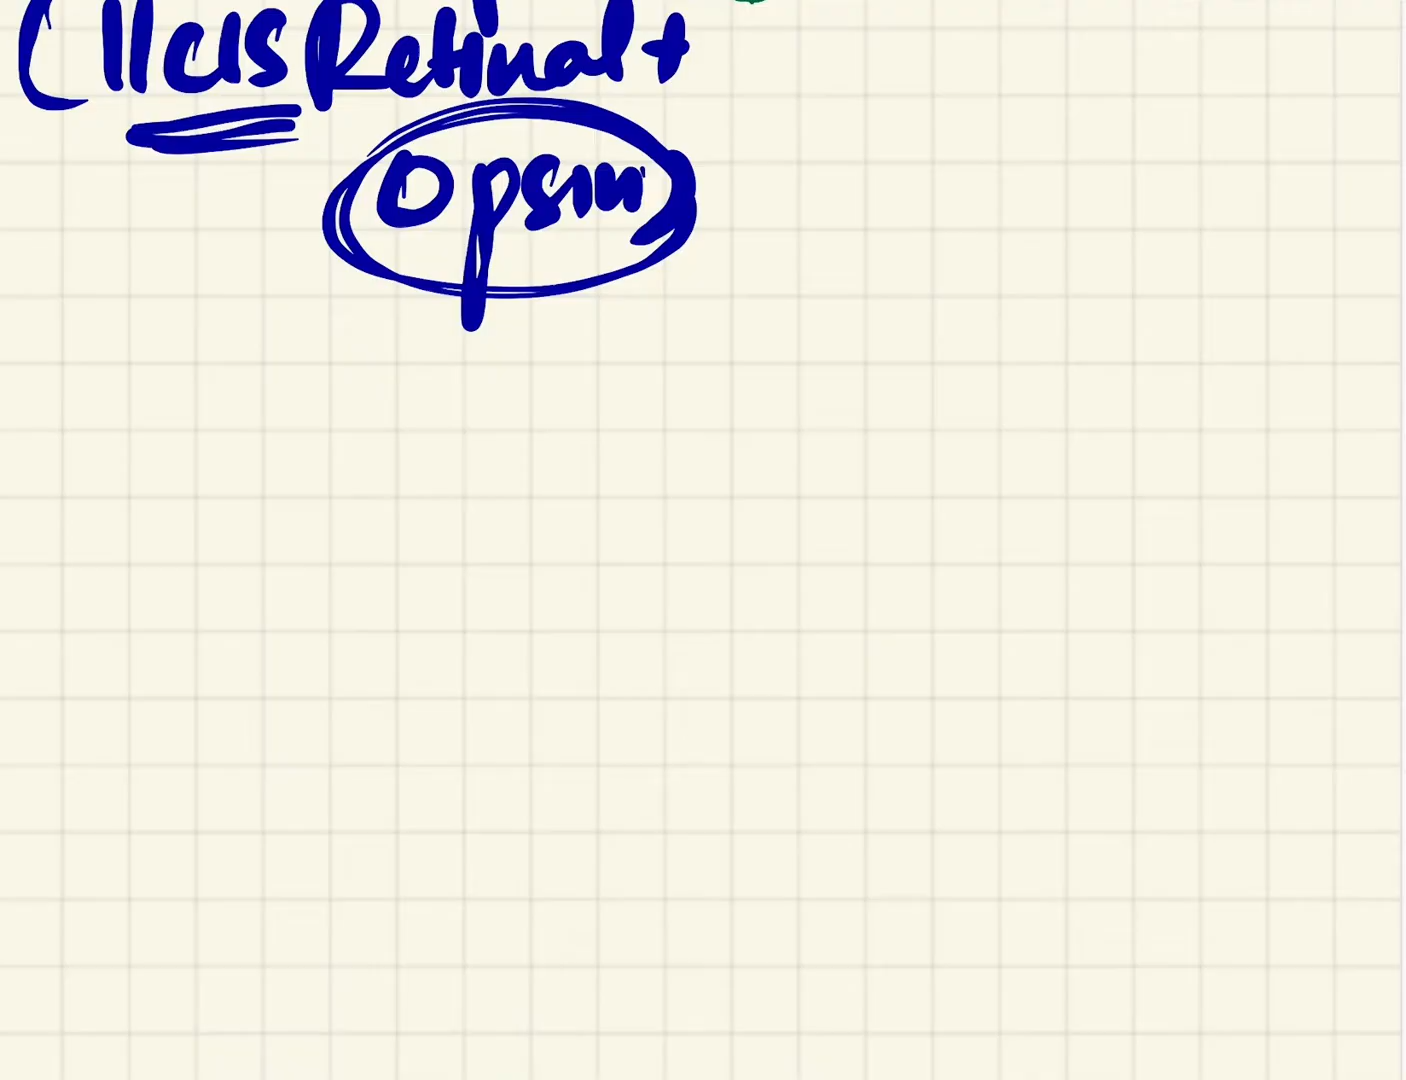 (11cis Retinal +
Opsin)